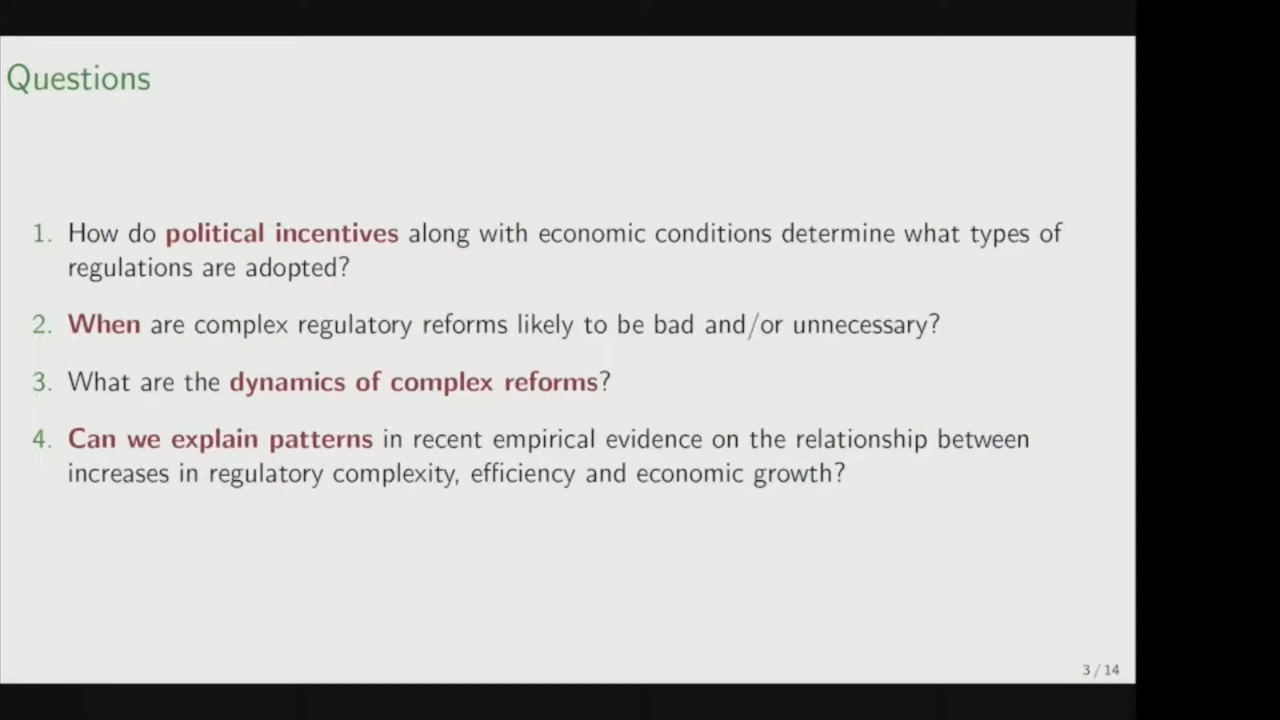 Questions
1. How do political incentives along with economic conditions determine what types of
regulations are adopted?
2. When are complex regulatory reforms likely to be bad and/or unnecessary?
3. What are the dynamics of complex reforms?
4. Can we explain patterns in recent empirical evidence on the relationship between
increases in regulatory complexity, efficiency and economic growth?
3 / 14